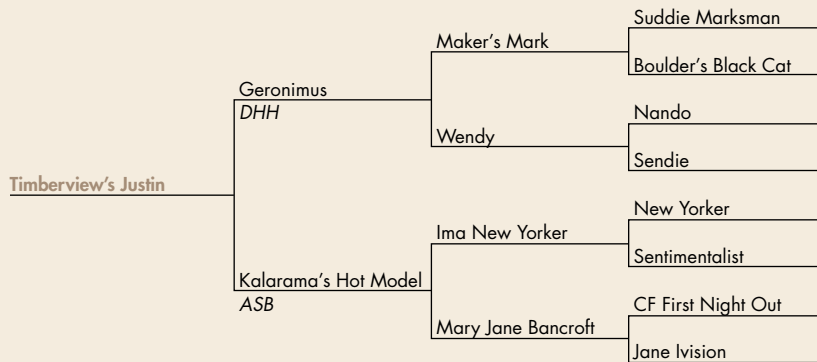 Suddie Marksman
Maker's Mark
Boulder's Black Cat
Geronimus
DHH
Nando
Wendy
Sendie
Timberview's Justin
New Yorker
Ima New Yorker
Sentimentalist
Kalarama's Hot Model
ASB
CF First Night Out
Mary Jane Bancroft
Jane Ivision